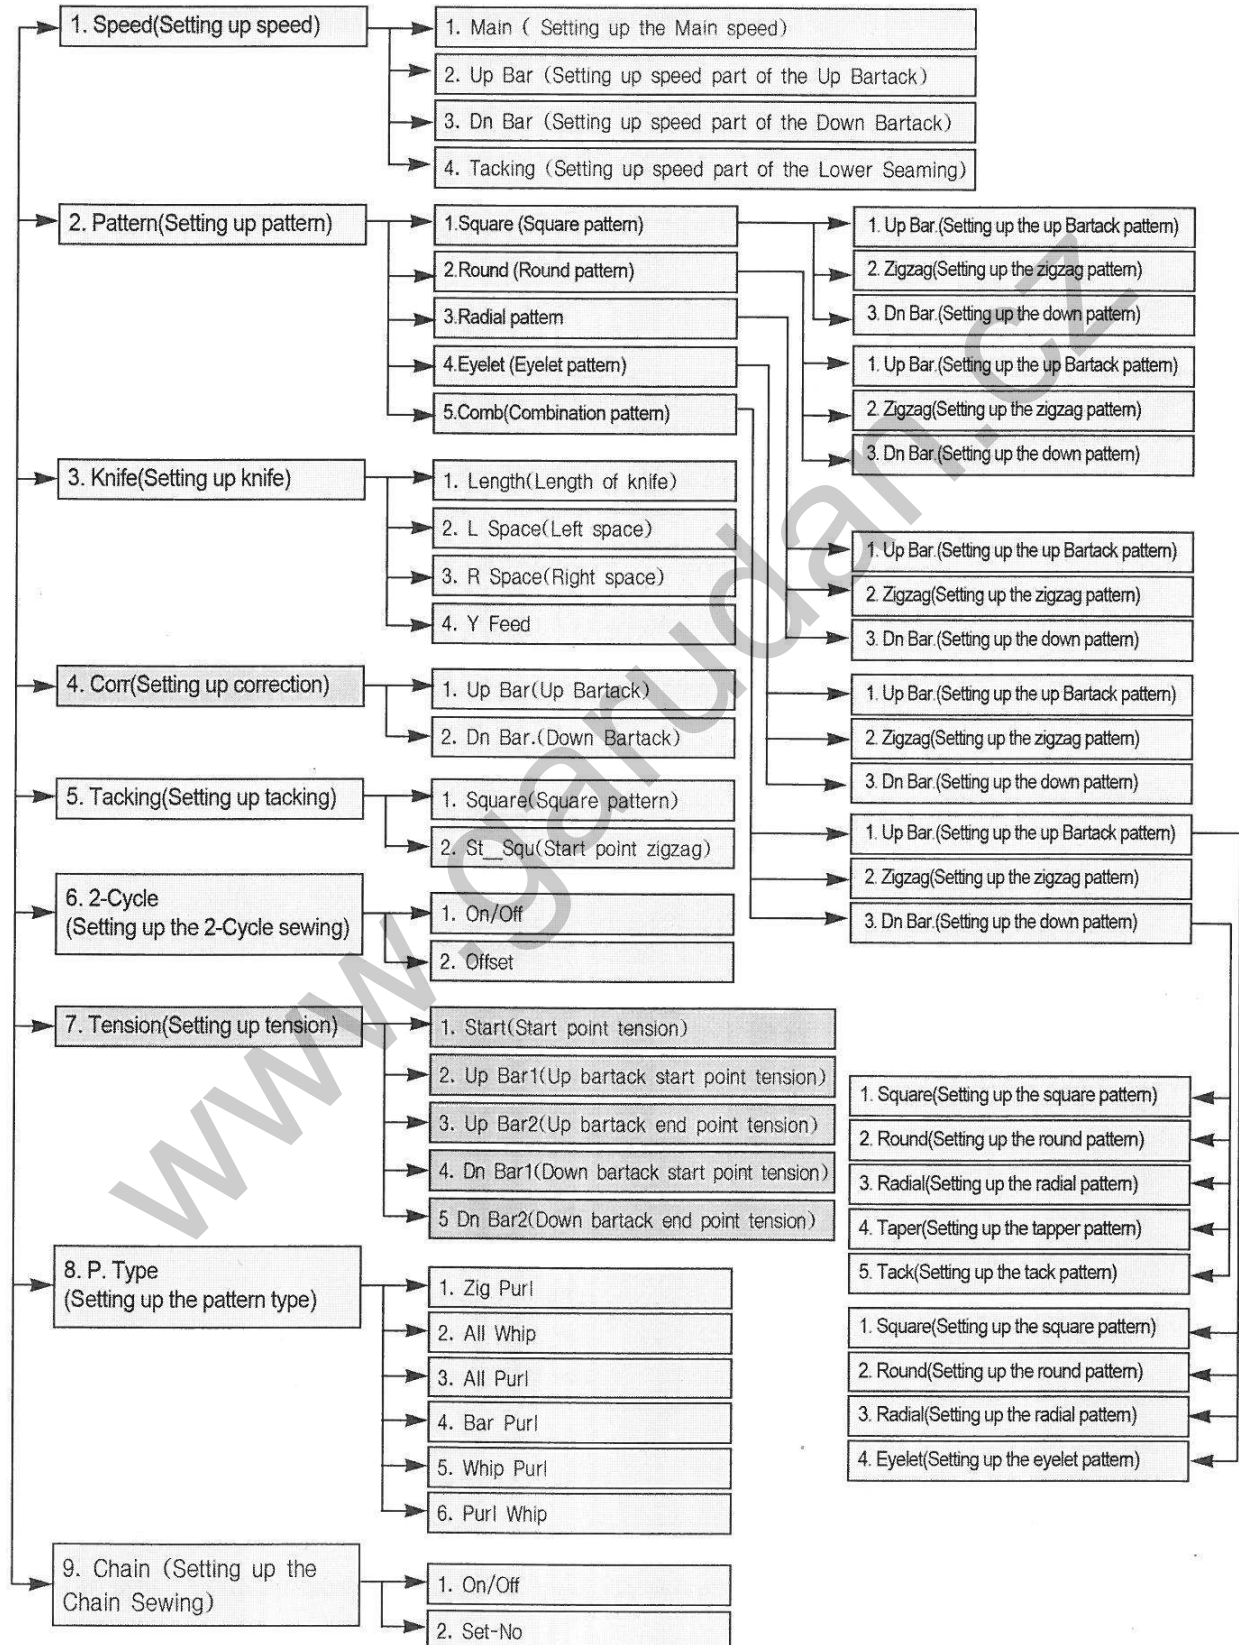 1. Speed(Setting up speed)
1. Main ( Setting up the Main speed)
2. Up Bar (Setting up speed part of the Up Bartack)
3. Dn Bar (Setting up speed part of the Down Bartack)
4. Tacking (Setting up speed part of the Lower Seaming)
2. Pattern(Setting up pattern)
1.Square (Square pattern)
2.Round (Round pattern)
3.Radial pattern
4.Eyelet (Eyelet pattern)
5.Comb(Combination pattern)
1. Up Bar.(Setting up the up Bartack pattern)
2. Zigzag(Setting up the zigzag pattern)
3. Dn Bar.(Setting up the down pattern)
1. Up Bar.(Setting up the up Bartack pattern)
2. Zigzag(Setting up the zigzag pattern)
3. Dn Bar.(Setting up the down pattern)
1. Up Bar.(Setting up the up Bartack pattern)
2. Zigzag(Setting up the zigzag pattern)
3. Dn Bar.(Setting up the down pattern)
1. Up Bar.(Setting up the up Bartack pattern)
2. Zigzag(Setting up the zigzag pattern)
3. Dn Bar.(Setting up the down pattern)
1. Up Bar.(Setting up the up Bartack pattern)
2. Zigzag(Setting up the zigzag pattern)
3. Dn Bar.(Setting up the down pattern)
1. Square(Setting up the square pattern)
2. Round(Setting up the round pattern)
3. Radial(Setting up the radial pattern)
4. Taper(Setting up the tapper pattern)
5. Tack(Setting up the tack pattern)
1. Square(Setting up the square pattern)
2. Round(Setting up the round pattern)
3. Radial(Setting up the radial pattern)
4. Eyelet(Setting up the eyelet pattern)
3. Knife(Setting up knife)
1. Length(Length of knife)
2. L Space(Left space)
3. R Space(Right space)
4. Y Feed
4. Corr(Setting up correction)
1. Up Bar(Up Bartack)
2. Dn Bar.(Down Bartack)
5. Tacking(Setting up tacking)
1. Square(Square pattern)
2. St_Squ(Start point zigzag)
6. 2-Cycle
(Setting up the 2-Cycle sewing)
1. On/Off
2. Offset
7. Tension(Setting up tension)
1. Start(Start point tension)
2. Up Bar1(Up bartack start point tension)
3. Up Bar2(Up bartack end point tension)
4. Dn Bar1(Down bartack start point tension)
5 Dn Bar2(Down bartack end point tension)
8. P. Type
(Setting up the pattern type)
1. Zig Purl
2. All Whip
3. All Purl
4. Bar Purl
5. Whip Purl
6. Purl Whip
9. Chain (Setting up the
Chain Sewing)
1. On/Off
2. Set-No
www.garudan.cz